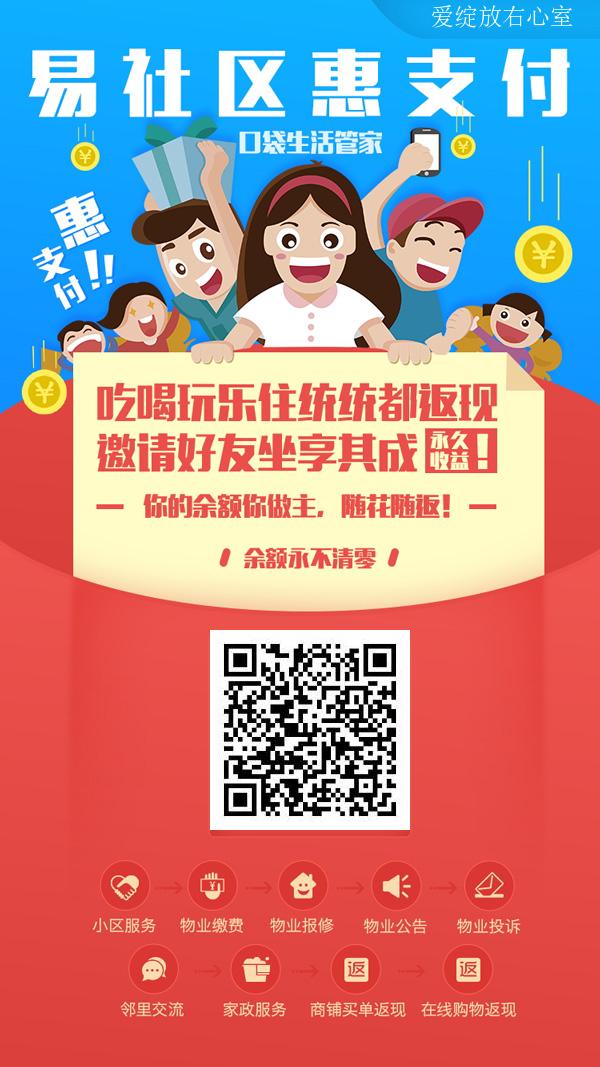 爱绽放右心室
易社区惠支付
口袋生活管家
惠
支付!!
吃喝玩乐住统统都返现
邀请好友坐享其成 永久收益!
你的余额你做主,随花随返!
余额永不清零
小区服务 物业缴费 物业报修 物业公告 物业投诉
返 返
邻里交流 家政服务 商铺买单返现 在线购物返现